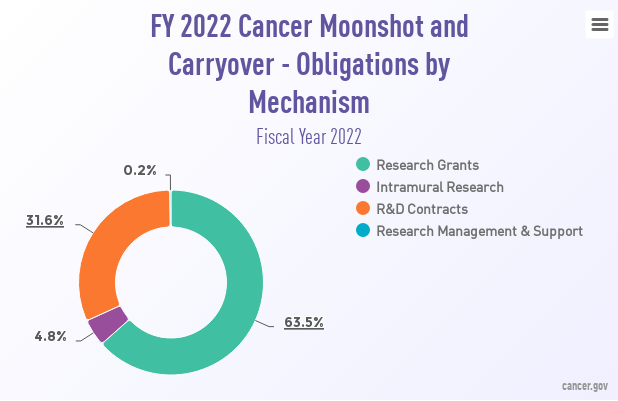 FY 2022 Cancer Moonshot and
Carryover - Obligations by
Mechanism
Fiscal Year 2022
Research Grants
Intramural Research
R&D Contracts
Research Management & Support
0.2%
31.6%
4.8%
63.5%
cancer.gov